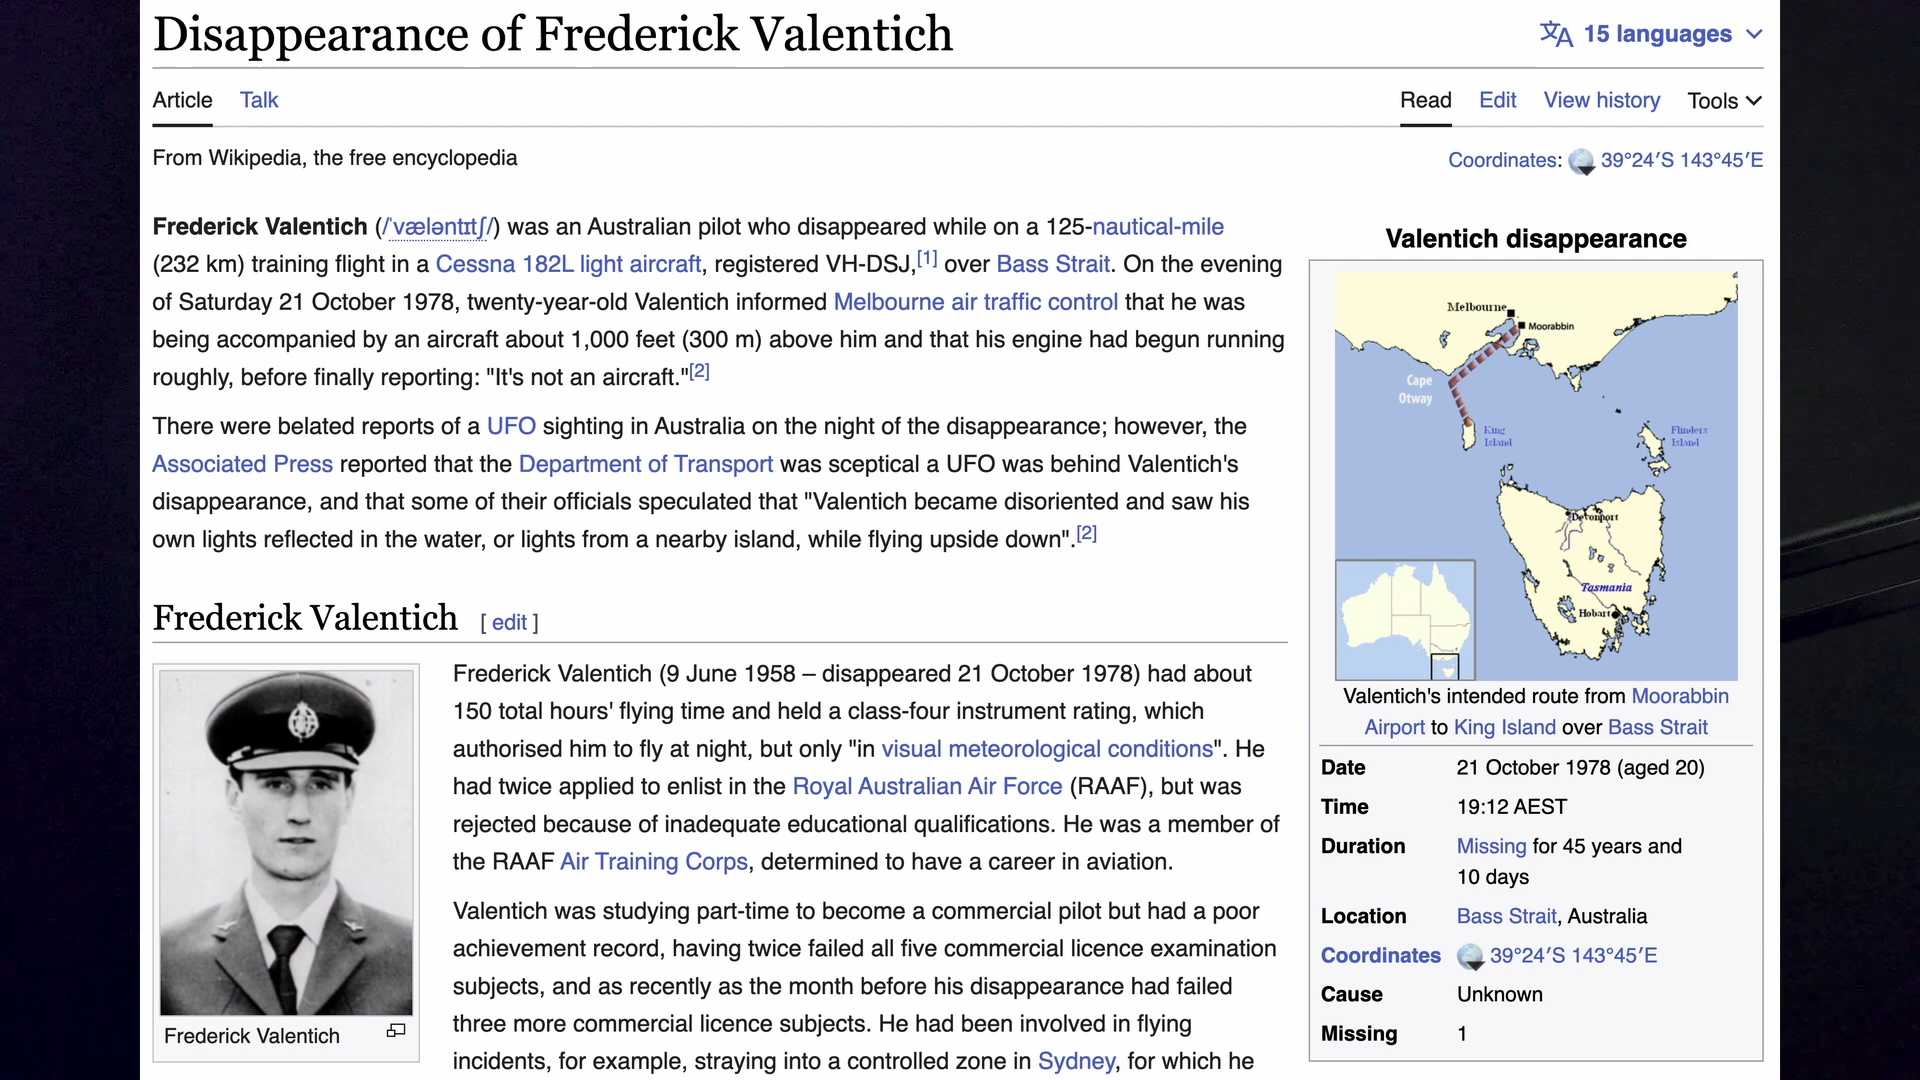 Disappearance of Frederick Valentich
15 languages
Article Talk
Read Edit View history Tools
From Wikipedia, the free encyclopedia
Coordinates: 39°24′S 143°45′E
Frederick Valentich (/ˈvæləntɪtʃ/) was an Australian pilot who disappeared while on a 125-nautical-mile
(232 km) training flight in a Cessna 182L light aircraft, registered VH-DSJ,[1] over Bass Strait. On the evening
of Saturday 21 October 1978, twenty-year-old Valentich informed Melbourne air traffic control that he was
being accompanied by an aircraft about 1,000 feet (300 m) above him and that his engine had begun running
roughly, before finally reporting: "It's not an aircraft."[2]
There were belated reports of a UFO sighting in Australia on the night of the disappearance; however, the
Associated Press reported that the Department of Transport was sceptical a UFO was behind Valentich's
disappearance, and that some of their officials speculated that "Valentich became disoriented and saw his
own lights reflected in the water, or lights from a nearby island, while flying upside down".[2]
Frederick Valentich [ edit ]
Frederick Valentich
Frederick Valentich (9 June 1958 – disappeared 21 October 1978) had about
150 total hours' flying time and held a class-four instrument rating, which
authorised him to fly at night, but only "in visual meteorological conditions". He
had twice applied to enlist in the Royal Australian Air Force (RAAF), but was
rejected because of inadequate educational qualifications. He was a member of
the RAAF Air Training Corps, determined to have a career in aviation.
Valentich was studying part-time to become a commercial pilot but had a poor
achievement record, having twice failed all five commercial licence examination
subjects, and as recently as the month before his disappearance had failed
three more commercial licence subjects. He had been involved in flying
incidents, for example, straying into a controlled zone in Sydney, for which he
Valentich disappearance
Melbourne
Moorabbin
Cape
Otway
King
Island
Flinders
Island
Devonport
Tasmania
Hobart
Valentich's intended route from Moorabbin
Airport to King Island over Bass Strait
Date 21 October 1978 (aged 20)
Time 19:12 AEST
Duration Missing for 45 years and
10 days
Location Bass Strait, Australia
Coordinates 39°24′S 143°45′E
Cause Unknown
Missing 1